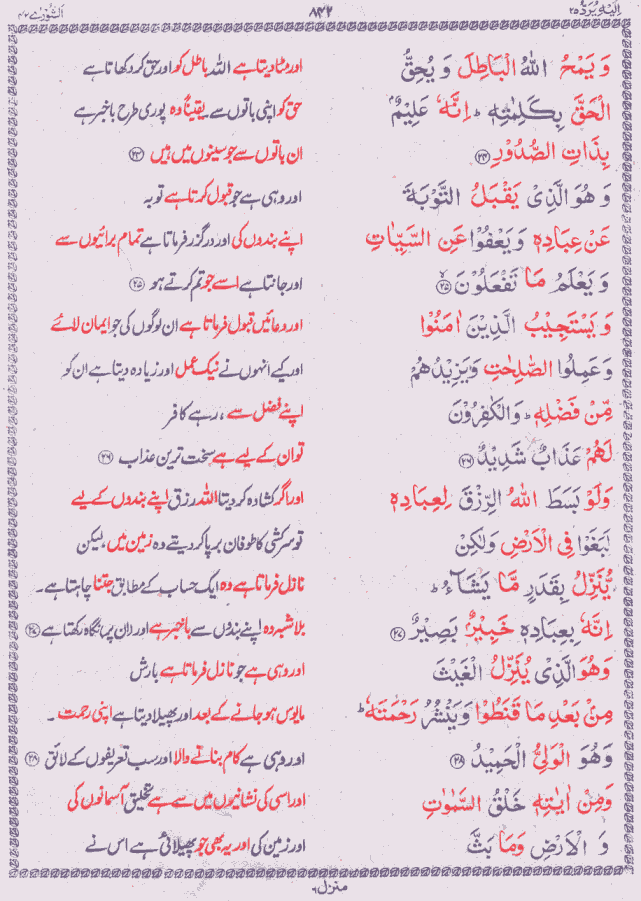 اِلَیْهِ یُرَدُّ ۲۵ ۸۴۲ اَلشُّوْرٰی ۴۲
وَ یَمْحُ اللّٰهُ الْبَاطِلَ وَ یُحِقُّ اور مٹا دیتا ہے اللہ باطل کو اور حق کر دکھاتا ہے
الْحَقَّ بِكَلِمٰتِهٖ ؕ اِنَّهٗ عَلِیْمٌۢ حق کو اپنی باتوں سے یقیناً وہ پوری طرح باخبر ہے
بِذَاتِ الصُّدُوْرِ ۲۴ ان باتوں سے جو سینوں میں ہیں ۲۴
وَ هُوَ الَّذِیْ یَقْبَلُ التَّوْبَةَ اور وہی ہے جو قبول کرتا ہے توبہ
عَنْ عِبَادِهٖ وَ یَعْفُوْا عَنِ السَّیِّاٰتِ اپنے بندوں کی اور درگزر فرماتا ہے تمام برائیوں سے
وَ یَعْلَمُ مَا تَفْعَلُوْنَ ۲۵ اور جانتا ہے اسے جو تم کرتے ہو ۲۵
وَ یَسْتَجِیْبُ الَّذِیْنَ اٰمَنُوْا اور دعائیں قبول فرماتا ہے ان لوگوں کی جو ایمان لائے
وَ عَمِلُوا الصّٰلِحٰتِ وَ یَزِیْدُهُمْ اور کیے انہوں نے نیک عمل اور زیادہ دیتا ہے ان کو
مِّنْ فَضْلِهٖ ؕ وَ الْكٰفِرُوْنَ اپنے فضل سے ، رہے کافر
لَهُمْ عَذَابٌ شَدِیْدٌ ۲۶ تو ان کے لیے ہے سخت ترین عذاب ۲۶
وَلَوْ بَسَطَ اللّٰهُ الرِّزْقَ لِعِبَادِهٖ اور اگر کشادہ کر دیتا اللہ رزق اپنے بندوں کے لیے
لَبَغَوْا فِی الْاَرْضِ وَلٰكِنْ تو سرکشی کا طوفان برپا کر دیتے وہ زمین میں ، لیکن
یُّنَزِّلُ بِقَدَرٍ مَّا یَشَآءُ ؕ نازل فرماتا ہے وہ ایک حساب کے مطابق جتنا چاہتا ہے۔
اِنَّهٗ بِعِبَادِهٖ خَبِیْرٌۢ بَصِیْرٌ ۲۷ بلاشبہ وہ اپنے بندوں سے باخبر ہے اور ان پر نگاہ رکھتا ہے ۲۷
وَهُوَ الَّذِیْ یُنَزِّلُ الْغَیْثَ اور وہی ہے جو نازل فرماتا ہے بارش
مِنْۢ بَعْدِ مَا قَنَطُوْا وَ یَنْشُرُ رَحْمَتَهٗ ؕ مایوس ہو جانے کے بعد اور پھیلا دیتا ہے اپنی رحمت ۔
وَ هُوَ الْوَلِیُّ الْحَمِیْدُ ۲۸ اور وہی ہے کام بنانے والا اور سب تعریفوں کے لائق ۲۸
وَمِنْ اٰیٰتِهٖ خَلْقُ السَّمٰوٰتِ اور اسی کی نشانیوں میں سے ہے تخلیق آسمانوں کی
وَ الْاَرْضِ وَمَا بَثَّ اور زمین کی اور یہ بھی جو پھیلائی ہے اس نے
منزل ۶